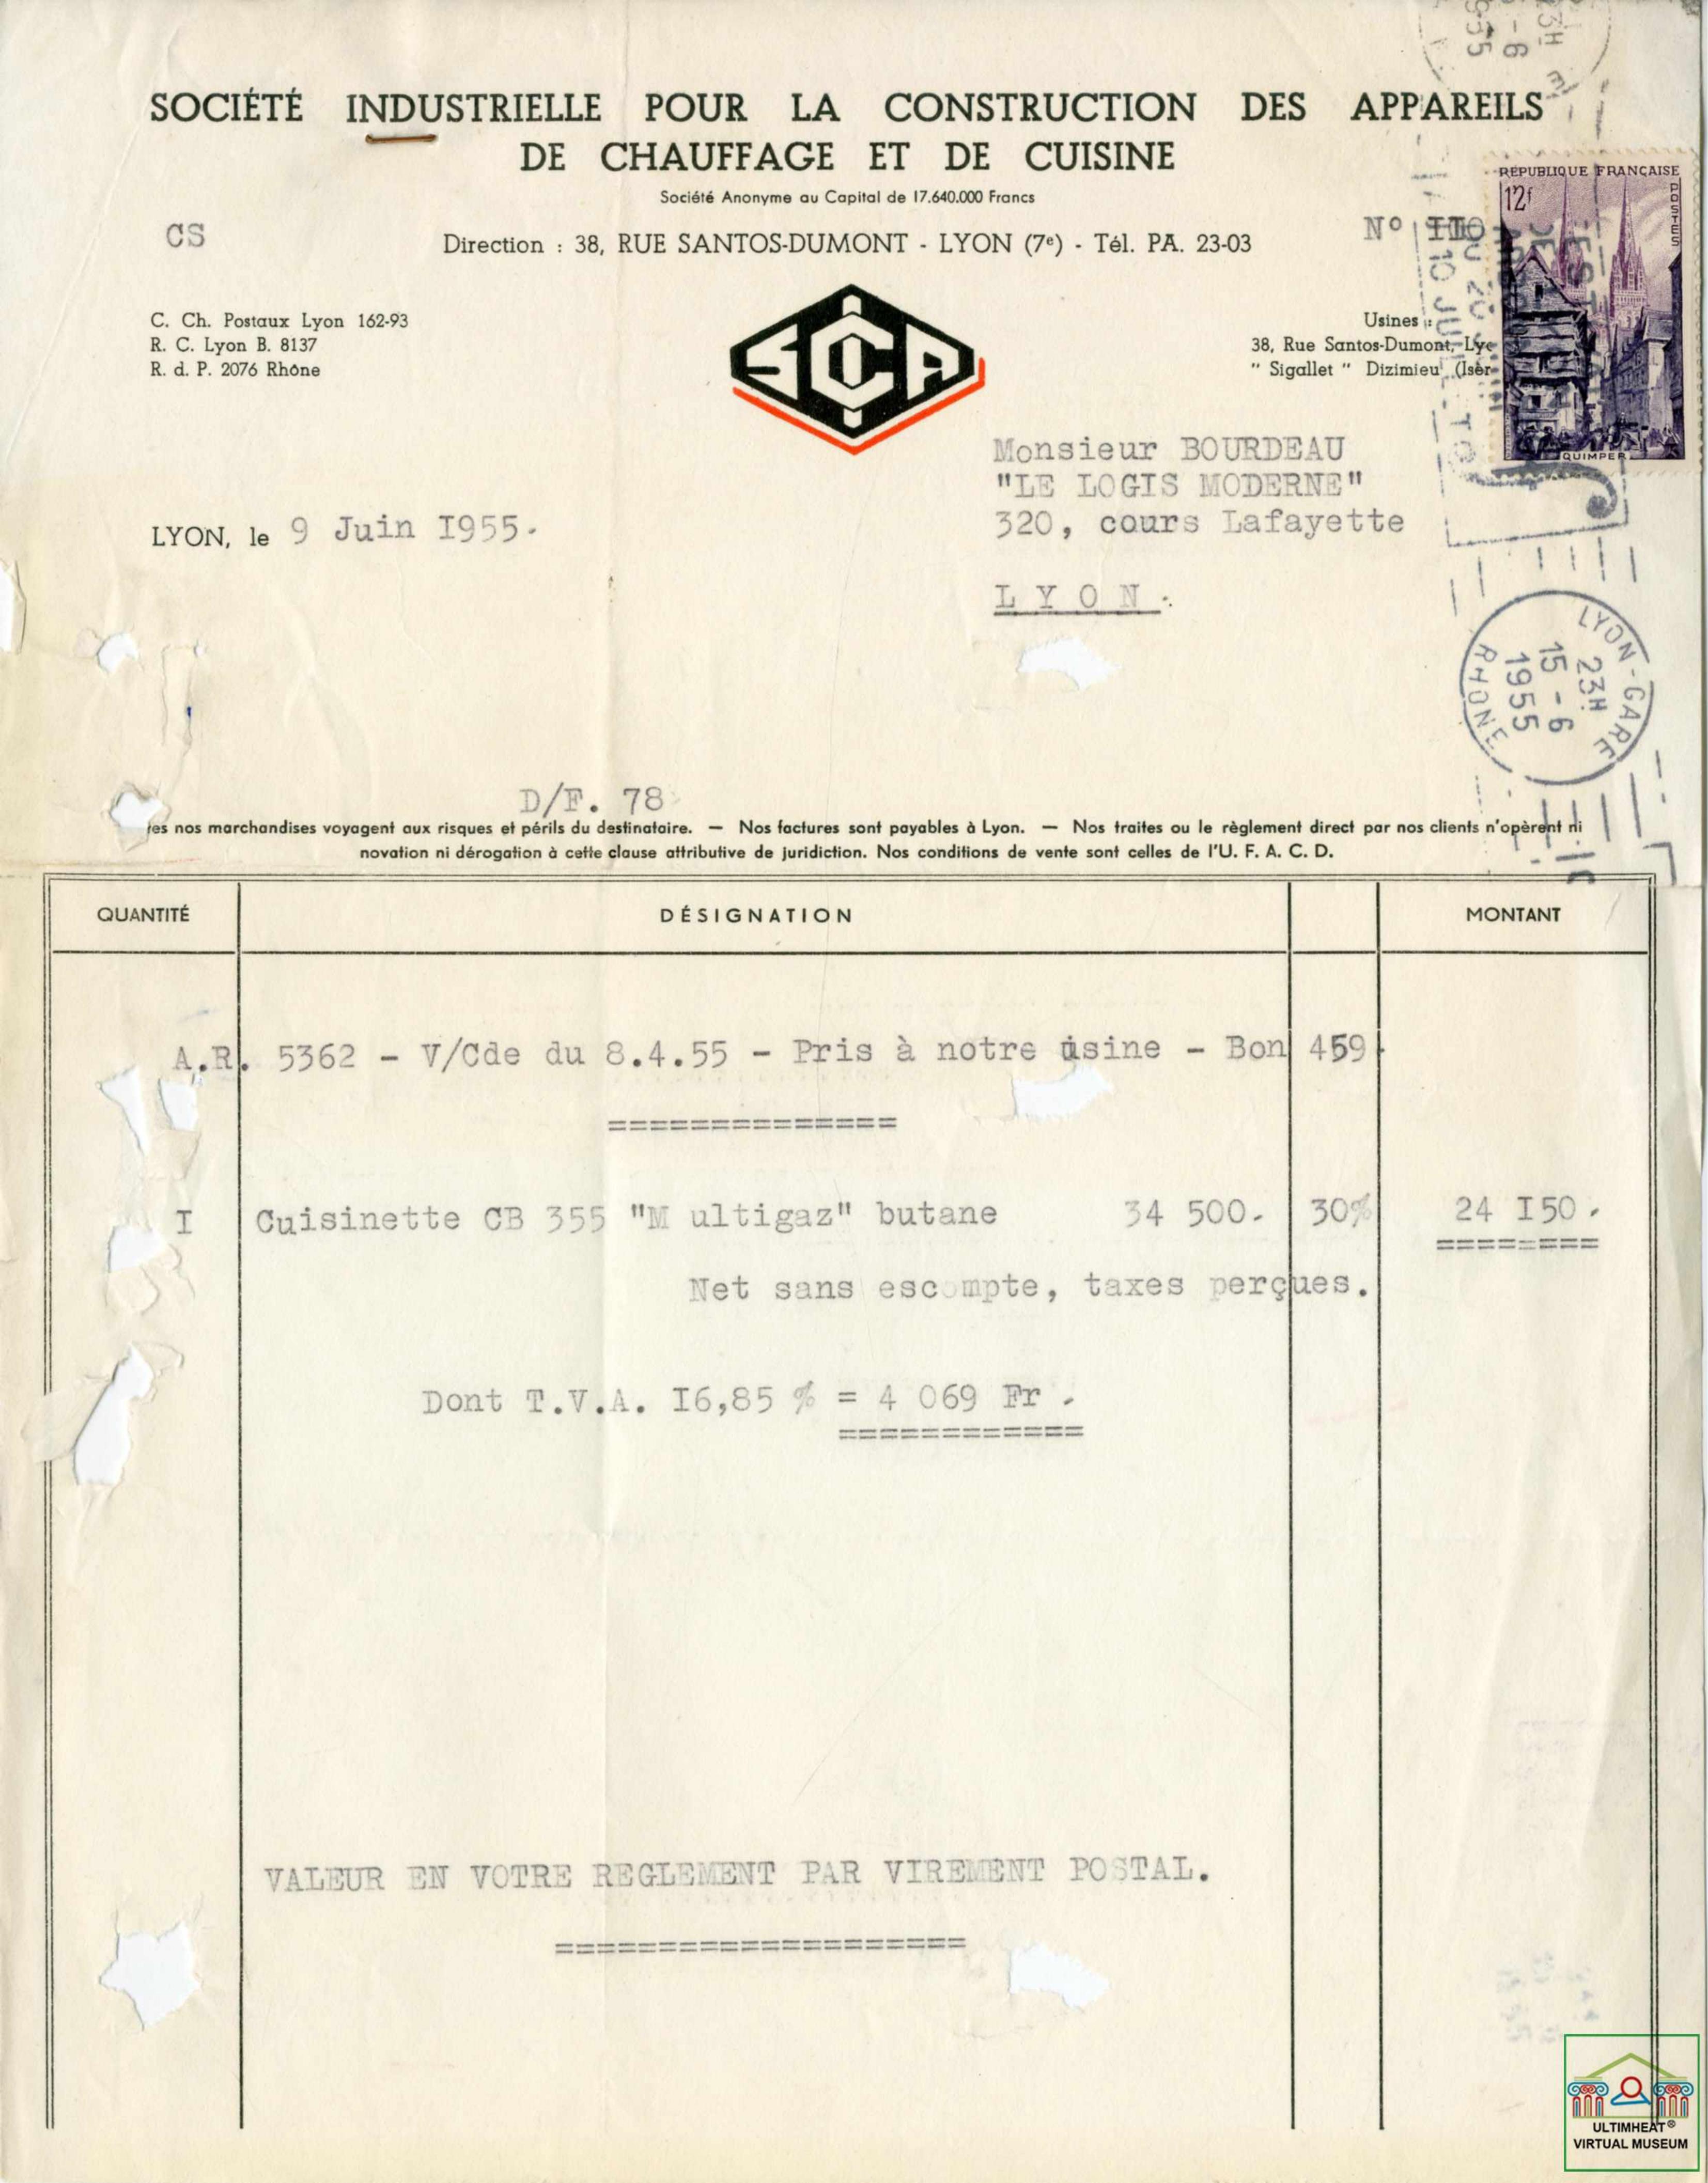 SOCIÉTÉ INDUSTRIELLE POUR LA CONSTRUCTION DES APPAREILS
DE CHAUFFAGE ET DE CUISINE
Société Anonyme au Capital de 17.640.000 Francs
CS
Direction : 38, RUE SANTOS-DUMONT - LYON (7e) - Tél. PA. 23-03
N°
RÉPUBLIQUE FRANÇAISE
12f
POSTES
QUIMPER
C. Ch. Postaux Lyon 162-93
R. C. Lyon B. 8137
R. d. P. 2076 Rhône
SICA
Usines :
38, Rue Santos-Dumont,
" Sigallet " Dizimieu
Monsieur BOURDEAU
"LE LOGIS MODERNE"
320, cours Lafayette
LYON.
LYON, le 9 Juin I955.
LYON-GARE
23H
15 - 6
1955
RHONE
D/F. 78
nos marchandises voyagent aux risques et périls du destinataire. — Nos factures sont payables à Lyon. — Nos traites ou le règlement direct par nos clients n'opèrent ni
novation ni dérogation à cette clause attributive de juridiction. Nos conditions de vente sont celles de l'U. F. A. C. D.
QUANTITÉ DÉSIGNATION MONTANT
A.R. 5362 - V/Cde du 8.4.55 - Pris à notre usine - Bon 459
==============
I Cuisinette CB 355 "M ultigaz" butane 34 500. 30% 24 I50.
========
Net sans escompte, taxes perçues.
Dont T.V.A. I6,85 % = 4 069 Fr.
============
VALEUR EN VOTRE REGLEMENT PAR VIREMENT POSTAL.
====================
ULTIMHEAT®
VIRTUAL MUSEUM